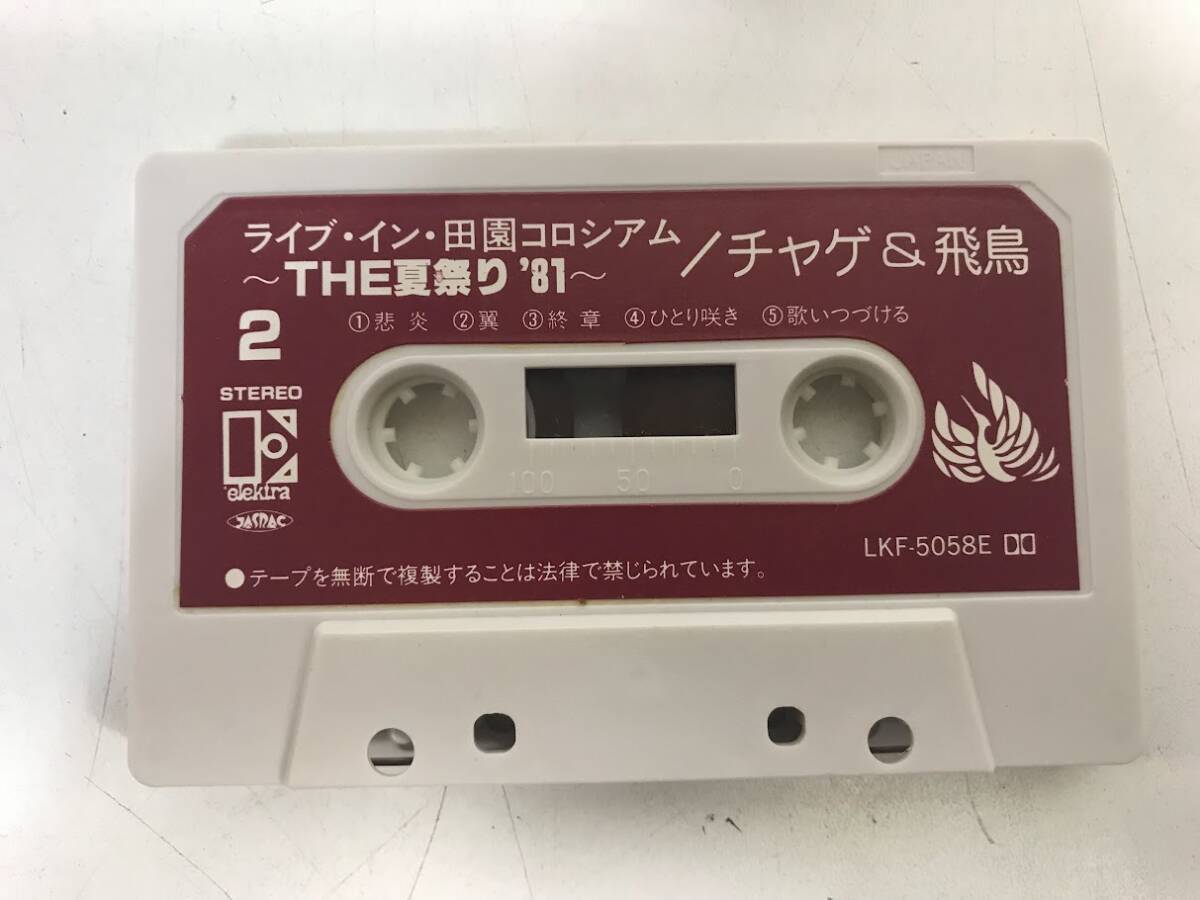 JAPAN
ライブ・イン・田園コロシアム
～THE夏祭り'81～
/チャゲ&飛鳥
①悲炎 ②翼 ③終章 ④ひとり咲き ⑤歌いつづける
2
STEREO
elektra
JASRAC
100 50 0
LKF-5058E
●テープを無断で複製することは法律で禁じられています。